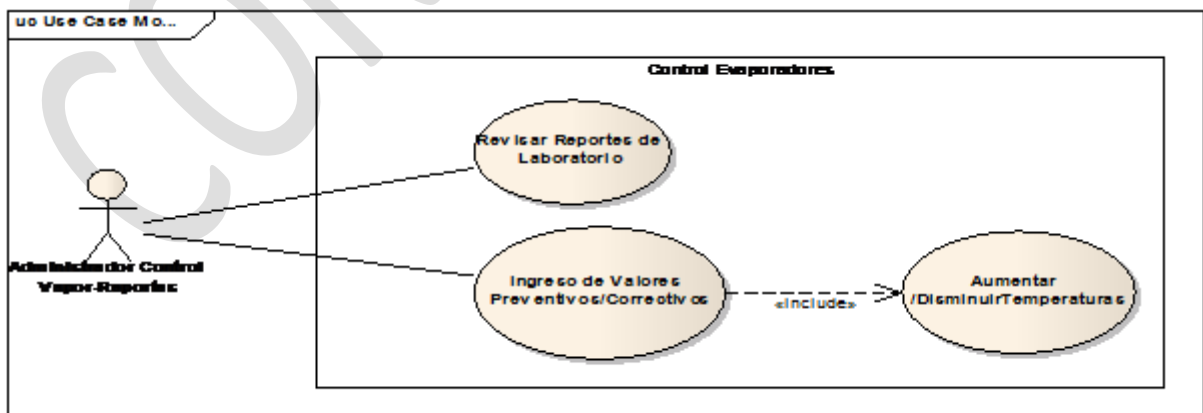 uc Use Case Mo...
Control Evaporadores
Revisar Reportes de
Laboratorio
Administrador Control
Vapor-Reportes
Ingreso de Valores
Preventivos/Correctivos
«include»
Aumentar
/DisminuirTemperaturas
CON